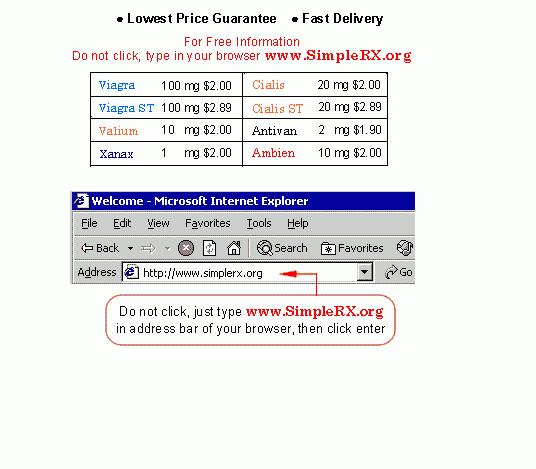 • Lowest Price Guarantee • Fast Delivery
For Free Information
Do not click, type in your browser www.SimpleRX.org
Viagra 100 mg $2.00 Cialis 20 mg $2.00
Viagra ST 100 mg $2.89 Cialis ST 20 mg $2.89
Valium 10 mg $2.00 Antivan 2 mg $1.90
Xanax 1 mg $2.00 Ambien 10 mg $2.00
Welcome - Microsoft Internet Explorer
File Edit View Favorites Tools Help
Back Search Favorites
Address http://www.simplerx.org Go
Do not click, just type www.SimpleRX.org
in address bar of your browser, then click enter